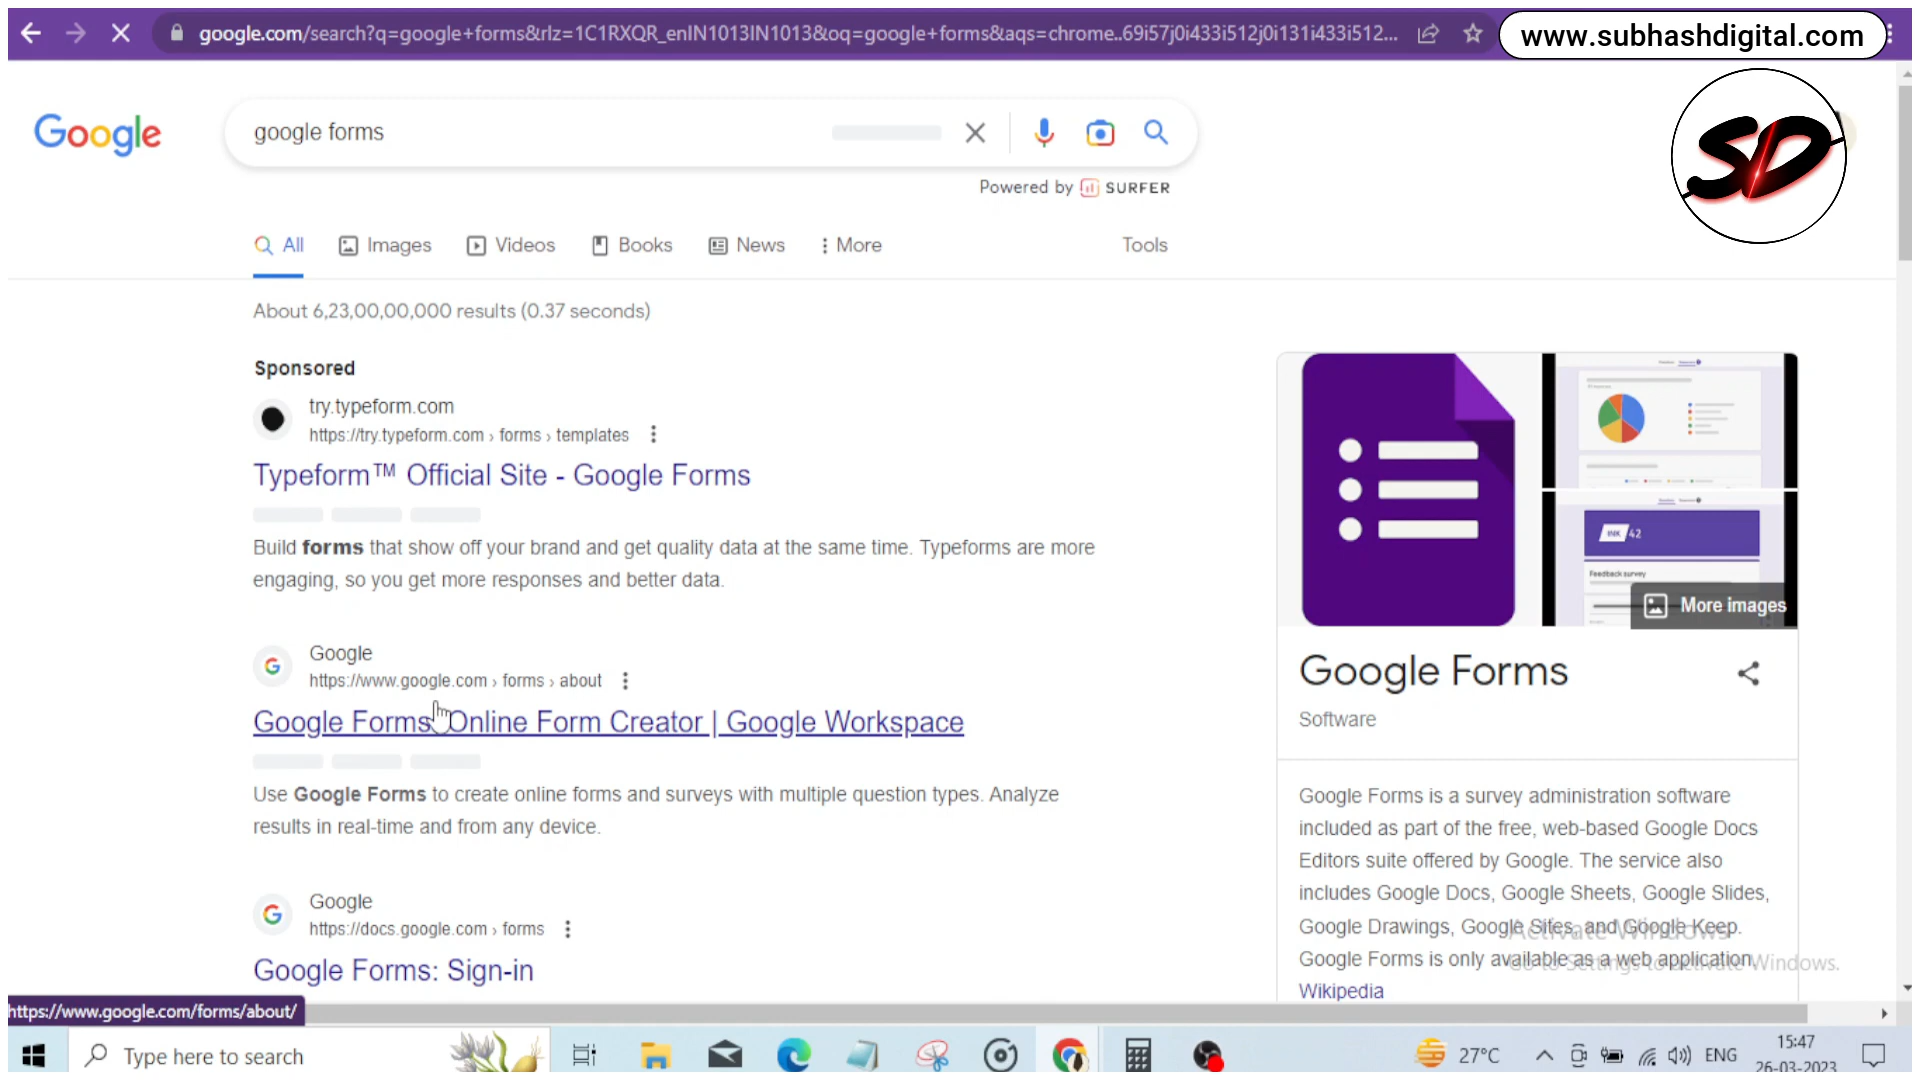 google.com/search?q=google+forms&rlz=1C1RXQR_enIN1013IN1013&oq=google+forms&aqs=chrome..69i57j0i433i512j0i131i433i512...
www.subhashdigital.com
Google
google forms
SD
Powered by SURFER
All Images Videos Books News More Tools
About 6,23,00,00,000 results (0.37 seconds)
Sponsored
try.typeform.com
https://try.typeform.com › forms › templates
Typeform™ Official Site - Google Forms
Build forms that show off your brand and get quality data at the same time. Typeforms are more
engaging, so you get more responses and better data.
Google
https://www.google.com › forms › about
Google Forms: Online Form Creator | Google Workspace
Use Google Forms to create online forms and surveys with multiple question types. Analyze
results in real-time and from any device.
Google
https://docs.google.com › forms
Google Forms: Sign-in
INK 42
Feedback survey
More images
Google Forms
Software
Google Forms is a survey administration software
included as part of the free, web-based Google Docs
Editors suite offered by Google. The service also
includes Google Docs, Google Sheets, Google Slides,
Google Drawings, Google Sites, and Google Keep.
Google Forms is only available as a web application.
Wikipedia
Activate Windows
Go to Settings to activate Windows.
https://www.google.com/forms/about/
Type here to search
27°C
ENG
15:47
26-03-2023